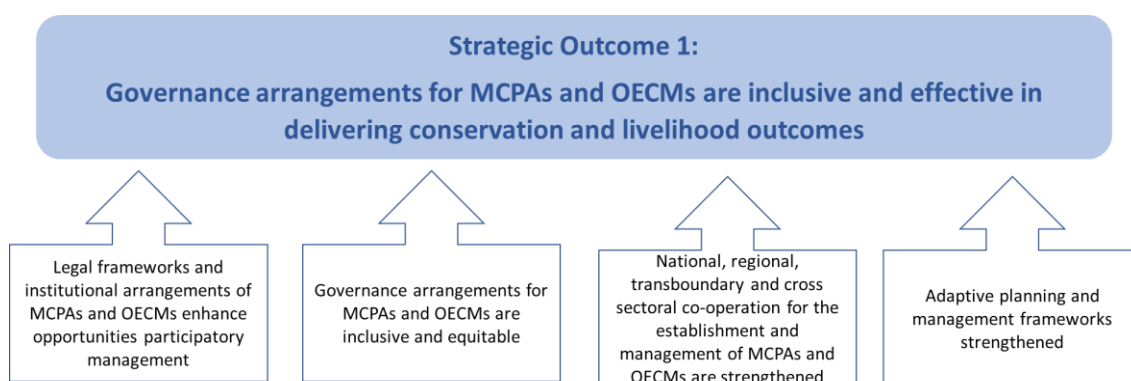 Strategic Outcome 1:
Governance arrangements for MCPAs and OECMs are inclusive and effective in
delivering conservation and livelihood outcomes
Legal frameworks and
institutional arrangements of
MCPAs and OECMs enhance
opportunities participatory
management
Governance arrangements for
MCPAs and OECMs are
inclusive and equitable
National, regional,
transboundary and cross
sectoral co-operation for the
establishment and
management of MCPAs and
OECMs are strengthened
Adaptive planning and
management frameworks
strengthened